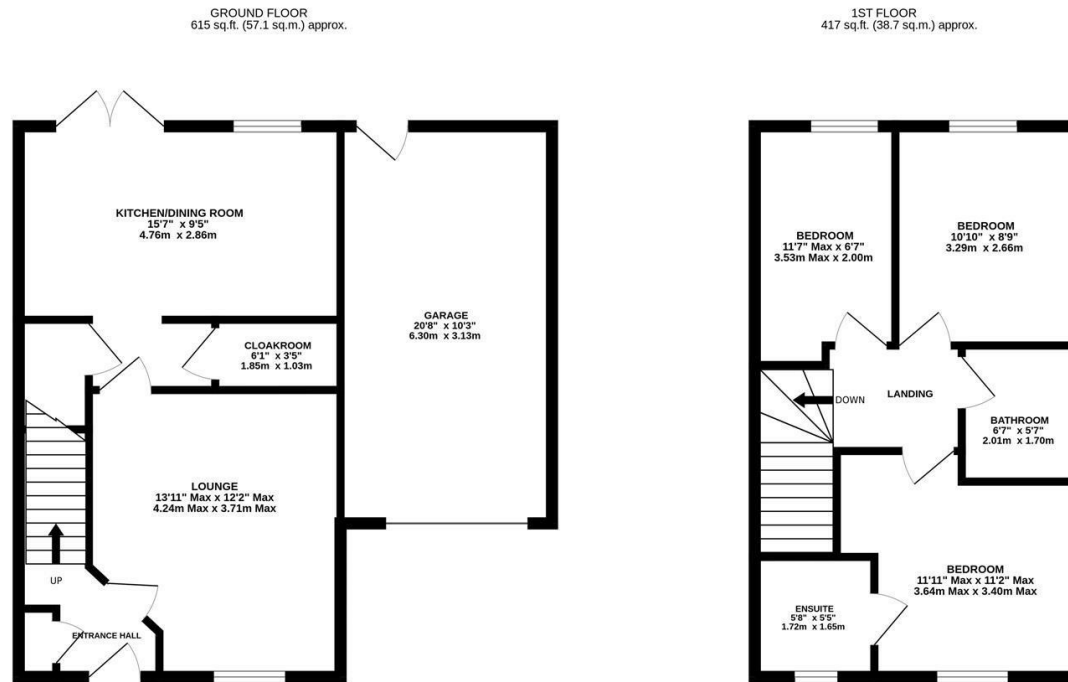 GROUND FLOOR
615 sq.ft. (57.1 sq.m.) approx.
1ST FLOOR
417 sq.ft. (38.7 sq.m.) approx.
KITCHEN/DINING ROOM
15'7" x 9'5"
4.76m x 2.86m
GARAGE
20'8" x 10'3"
6.30m x 3.13m
CLOAKROOM
6'1" x 3'5"
1.85m x 1.03m
LOUNGE
13'11" Max x 12'2" Max
4.24m Max x 3.71m Max
UP
ENTRANCE HALL
BEDROOM
11'7" Max x 6'7"
3.53m Max x 2.00m
BEDROOM
10'10" x 8'9"
3.29m x 2.66m
LANDING
DOWN
BATHROOM
6'7" x 5'7"
2.01m x 1.70m
BEDROOM
11'11" Max x 11'2" Max
3.64m Max x 3.40m Max
ENSUITE
5'8" x 5'5"
1.72m x 1.65m